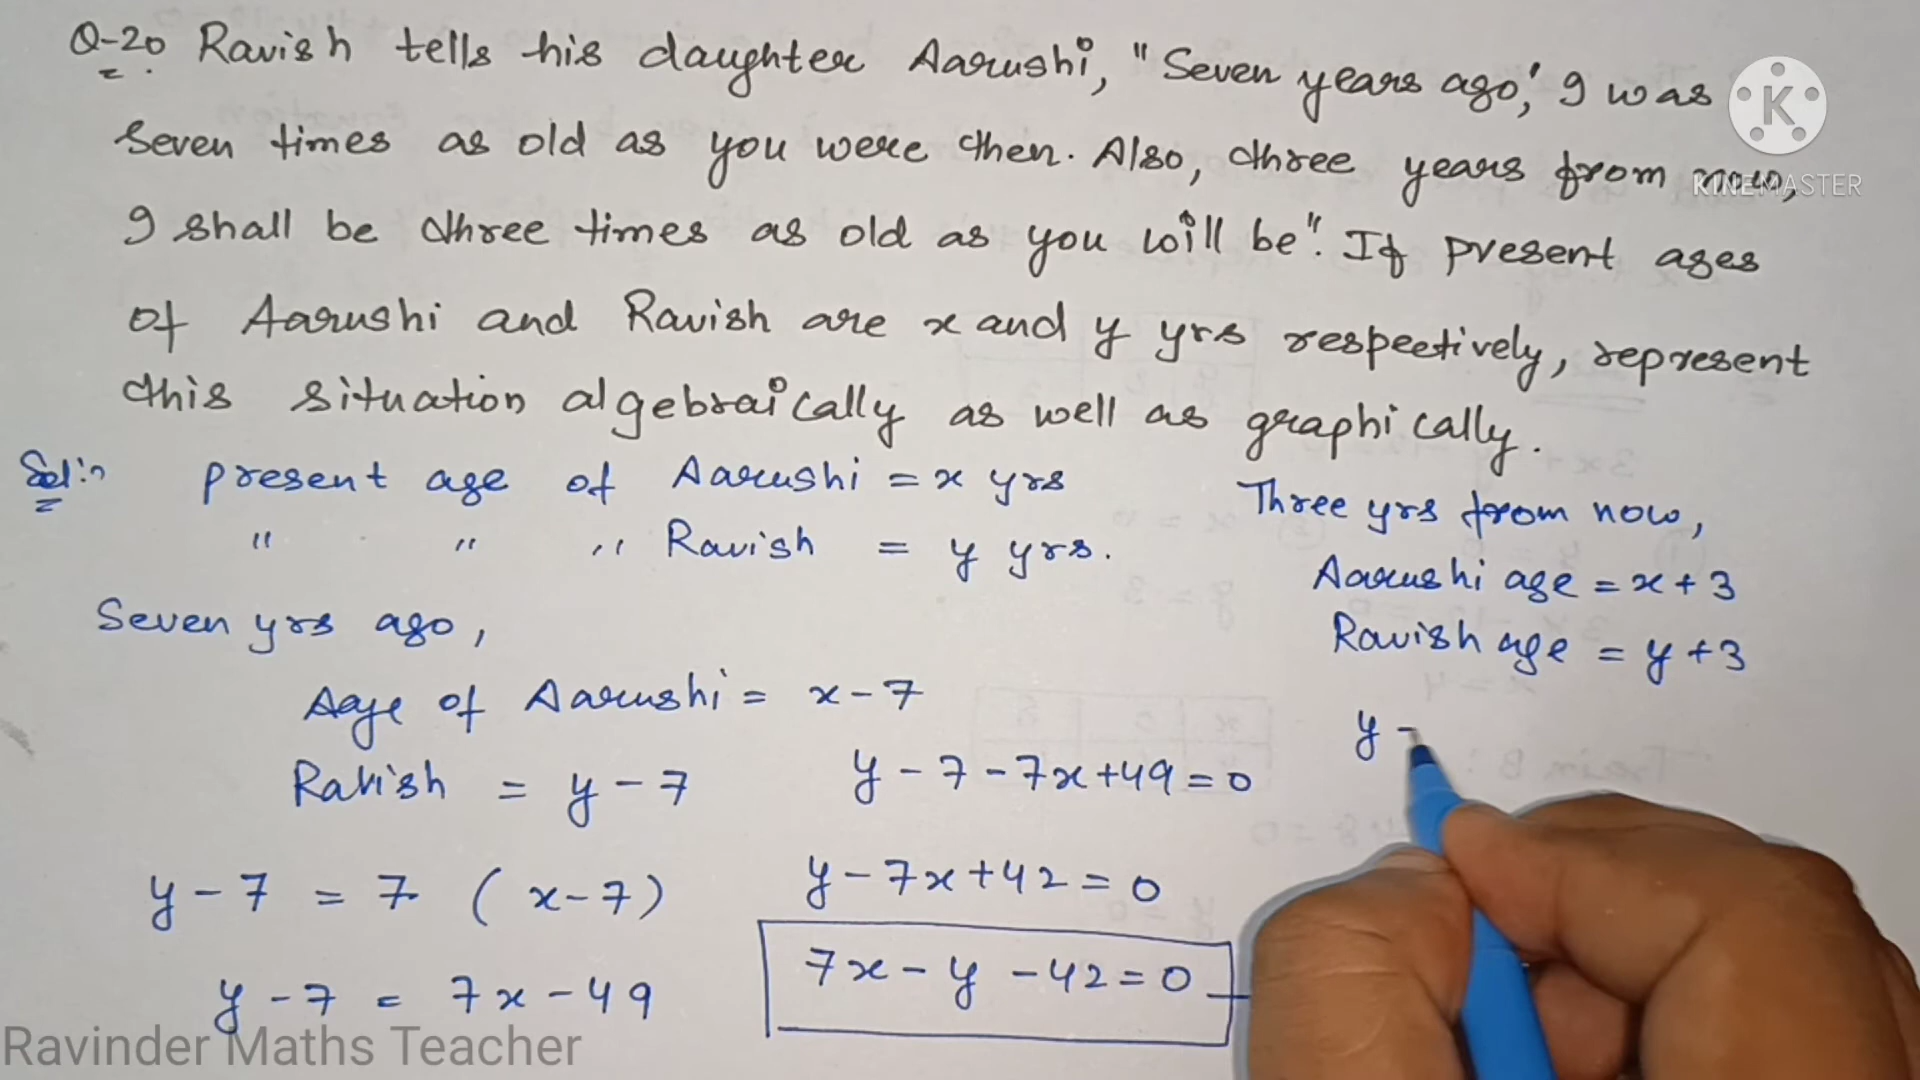 Q-20 Ravish tells his daughter Aarushi, "Seven years ago, I was
seven times as old as you were then. Also, three years from now,
I shall be three times as old as you will be". If present ages
of Aarushi and Ravish are x and y yrs respectively, represent
this situation algebraically as well as graphically.
Sol:n present age of Aarushi = x yrs
" " " Ravish = y yrs.
Seven yrs ago,
Age of Aarushi = x - 7
Ravish = y - 7
y - 7 = 7 ( x - 7 )
y - 7 = 7x - 49
y - 7 - 7x + 49 = 0
y - 7x + 42 = 0
7x - y - 42 = 0
Three yrs from now,
Aarushi age = x + 3
Ravish age = y + 3
y -
K
KINEMASTER
Ravinder Maths Teacher